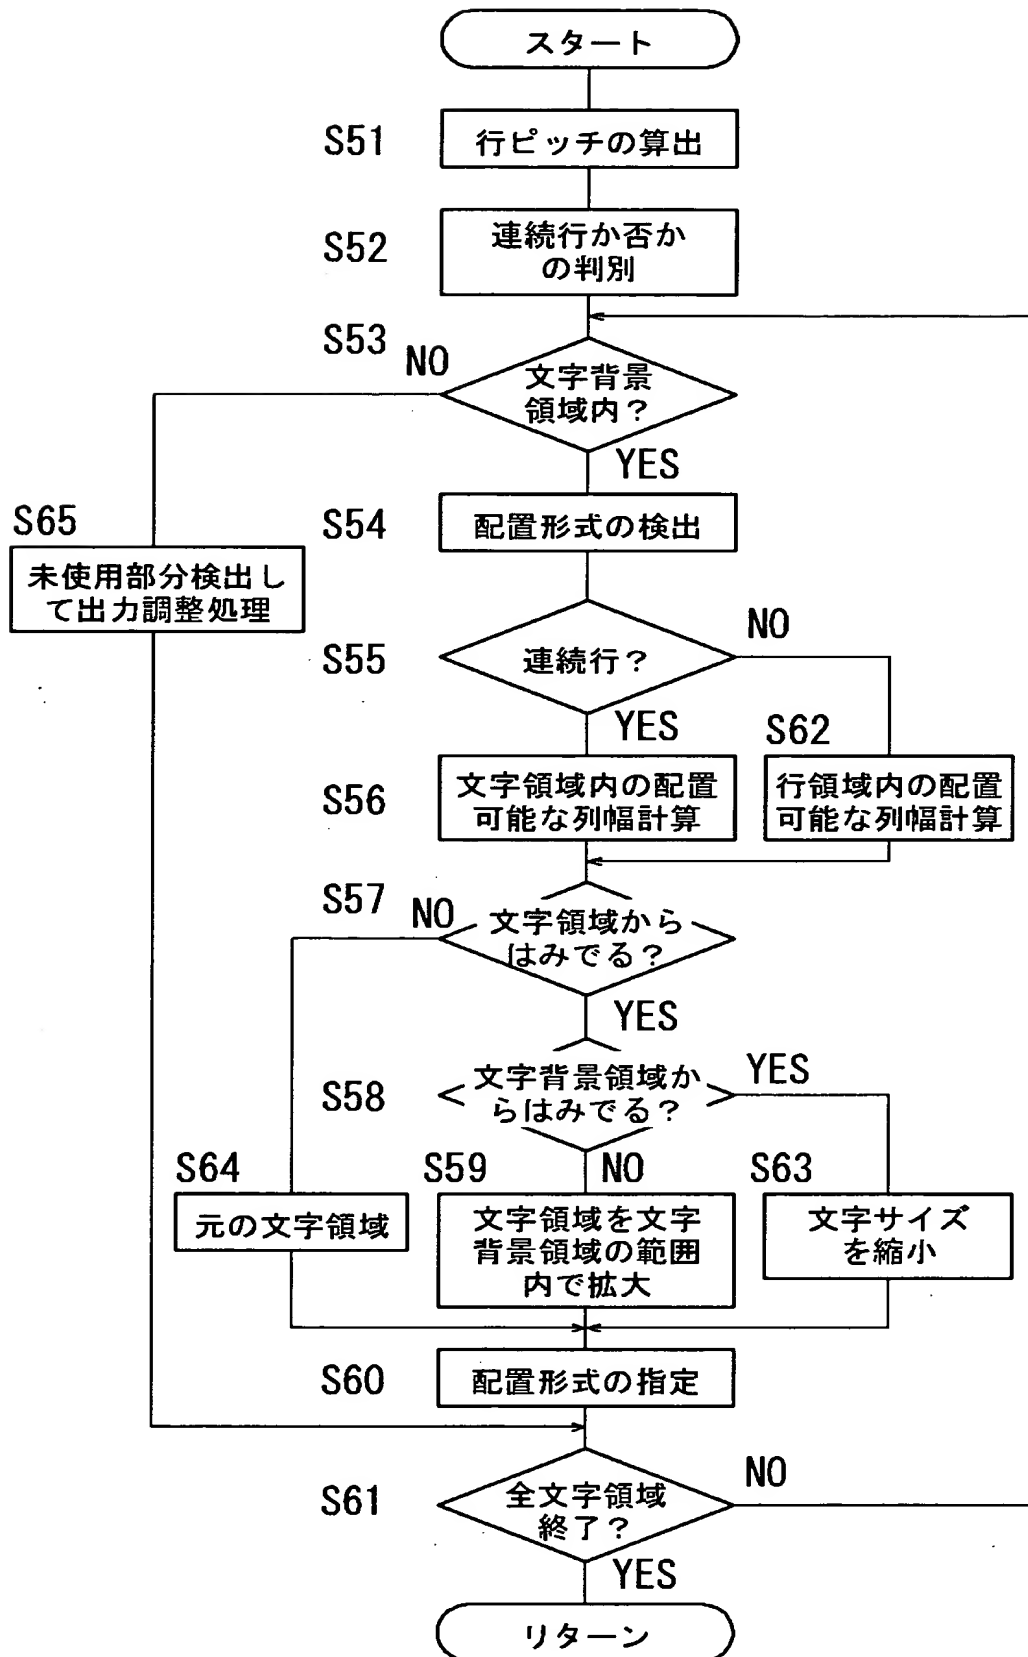 スタート
S51
行ピッチの算出
S52
連続行か否か
の判別
S53
NO
文字背景
領域内？
YES
S65
未使用部分検出し
て出力調整処理
S54
配置形式の検出
NO
S55
連続行？
YES
S62
S56
文字領域内の配置
可能な列幅計算
行領域内の配置
可能な列幅計算
S57
NO
文字領域から
はみでる？
YES
S58
文字背景領域か
らはみでる？
YES
S64
元の文字領域
S59
NO
S63
文字領域を文字
背景領域の範囲
内で拡大
文字サイズ
を縮小
S60
配置形式の指定
NO
S61
全文字領域
終了？
YES
リターン